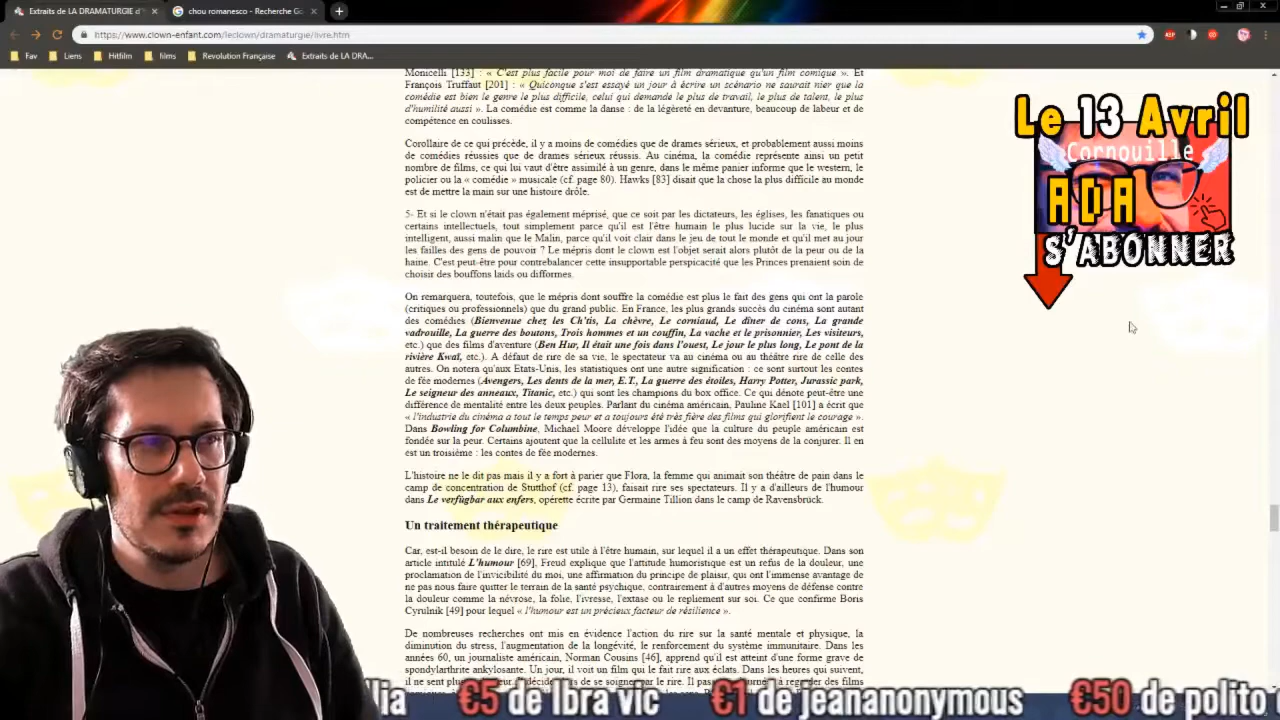 Extraits de LA DRAMATURGIE d'
chou romanesco - Recherche Go
https://www.clown-enfant.com/leclown/dramaturgie/livre.htm
Fav Liens Hitfilm films Revolution Française Extraits de LA DRA...
Monicelli [133] : « C'est plus facile pour moi de faire un film dramatique qu'un film comique ». Et
François Truffaut [201] : « Quiconque s'est essayé un jour à écrire un scénario ne saurait nier que la
comédie est bien le genre le plus difficile, celui qui demande le plus de travail, le plus de talent, le plus
d'humilité aussi ». La comédie est comme la danse : de la légèreté en devanture, beaucoup de labeur et de
compétence en coulisses.
Corollaire de ce qui précède, il y a moins de comédies que de drames sérieux, et probablement aussi moins
de comédies réussies que de drames sérieux réussis. Au cinéma, la comédie représente ainsi un petit
nombre de films, ce qui lui vaut d'être assimilé à un genre, dans le même panier informe que le western, le
policier ou la « comédie » musicale (cf. page 80). Hawks [83] disait que la chose la plus difficile au monde
est de mettre la main sur une histoire drôle.
5- Et si le clown n'était pas également méprisé, que ce soit par les dictateurs, les églises, les fanatiques ou
certains intellectuels, tout simplement parce qu'il est l'être humain le plus lucide sur la vie, le plus
intelligent, aussi malin que le Malin, parce qu'il voit clair dans le jeu de tout le monde et qu'il met au jour
les failles des gens de pouvoir ? Le mépris dont le clown est l'objet serait alors plutôt de la peur ou de la
haine. C'est peut-être pour contrebalancer cette insupportable perspicacité que les Princes prenaient soin de
choisir des bouffons laids ou difformes.
On remarquera, toutefois, que le mépris dont souffre la comédie est plus le fait des gens qui ont la parole
(critiques ou professionnels) que du grand public. En France, les plus grands succès du cinéma sont autant
des comédies (Bienvenue chez les Ch'tis, La chèvre, Le corniaud, Le dîner de cons, La grande
vadrouille, La guerre des boutons, Trois hommes et un couffin, La vache et le prisonnier, Les visiteurs,
etc.) que des films d'aventure (Ben Hur, Il était une fois dans l'ouest, Le jour le plus long, Le pont de la
rivière Kwaï, etc.). A défaut de rire de sa vie, le spectateur va au cinéma ou au théâtre rire de celle des
autres. On notera qu'aux Etats-Unis, les statistiques ont une autre signification : ce sont surtout les contes
de fée modernes (Avengers, Les dents de la mer, E.T., La guerre des étoiles, Harry Potter, Jurassic park,
Le seigneur des anneaux, Titanic, etc.) qui sont les champions du box office. Ce qui dénote peut-être une
différence de mentalité entre les deux peuples. Parlant du cinéma américain, Pauline Kael [101] a écrit que
« l'industrie du cinéma a tout le temps peur et a toujours été très fière des films qui glorifient le courage ».
Dans Bowling for Columbine, Michael Moore développe l'idée que la culture du peuple américain est
fondée sur la peur. Certains ajoutent que la cellulite et les armes à feu sont des moyens de la conjurer. Il en
est un troisième : les contes de fée modernes.
L'histoire ne le dit pas mais il y a fort à parier que Flora, la femme qui animait son théâtre de pain dans le
camp de concentration de Stutthof (cf. page 13), faisait rire ses spectateurs. Il y a d'ailleurs de l'humour
dans Le verfügbar aux enfers, opérette écrite par Germaine Tillion dans le camp de Ravensbrück.
Un traitement thérapeutique
Car, est-il besoin de le dire, le rire est utile à l'être humain, sur lequel il a un effet thérapeutique. Dans son
article intitulé L'humour [69], Freud explique que l'attitude humoristique est un refus de la douleur, une
proclamation de l'invicibilité du moi, une affirmation du principe de plaisir, qui ont l'immense avantage de
ne pas nous faire quitter le terrain de la santé psychique, contrairement à d'autres moyens de défense contre
la douleur comme la névrose, la folie, l'ivresse, l'extase ou le repliement sur soi. Ce que confirme Boris
Cyrulnik [49] pour lequel « l'humour est un précieux facteur de résilience ».
De nombreuses recherches ont mis en évidence l'action du rire sur la santé mentale et physique, la
diminution du stress, l'augmentation de la longévité, le renforcement du système immunitaire. Dans les
années 60, un journaliste américain, Norman Cousins [46], apprend qu'il est atteint d'une forme grave de
spondylarthrite ankylosante. Un jour, il voit un film qui le fait rire aux éclats. Dans les heures qui suivent,
Le 13 Avril
Cornouille
ADA
S'ABONNER
lia €5 de Ibra vic €1 de jeananonymous €50 de polito